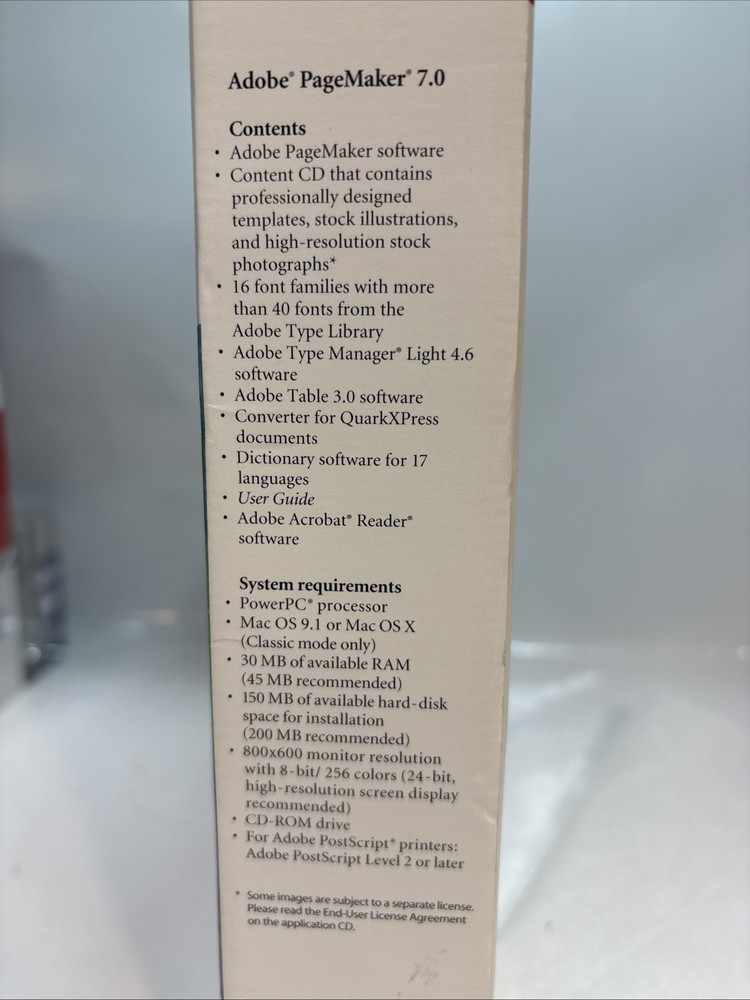 Adobe® PageMaker® 7.0
Contents
• Adobe PageMaker software
• Content CD that contains
professionally designed
templates, stock illustrations,
and high-resolution stock
photographs*
• 16 font families with more
than 40 fonts from the
Adobe Type Library
• Adobe Type Manager® Light 4.6
software
• Adobe Table 3.0 software
• Converter for QuarkXPress
documents
• Dictionary software for 17
languages
• User Guide
• Adobe Acrobat® Reader®
software
System requirements
• PowerPC® processor
• Mac OS 9.1 or Mac OS X
(Classic mode only)
• 30 MB of available RAM
(45 MB recommended)
• 150 MB of available hard-disk
space for installation
(200 MB recommended)
• 800x600 monitor resolution
with 8-bit/ 256 colors (24-bit,
high-resolution screen display
recommended)
• CD-ROM drive
• For Adobe PostScript® printers:
Adobe PostScript Level 2 or later
* Some images are subject to a separate license.
Please read the End-User License Agreement
on the application CD.